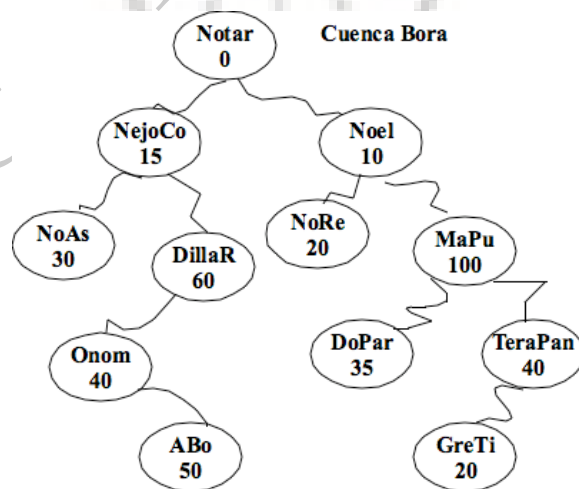 Notar
0
Cuenca Bora
NejoCo
15
Noel
10
NoAs
30
DillaR
60
NoRe
20
MaPu
100
Onom
40
DoPar
35
TeraPan
40
ABo
50
GreTi
20